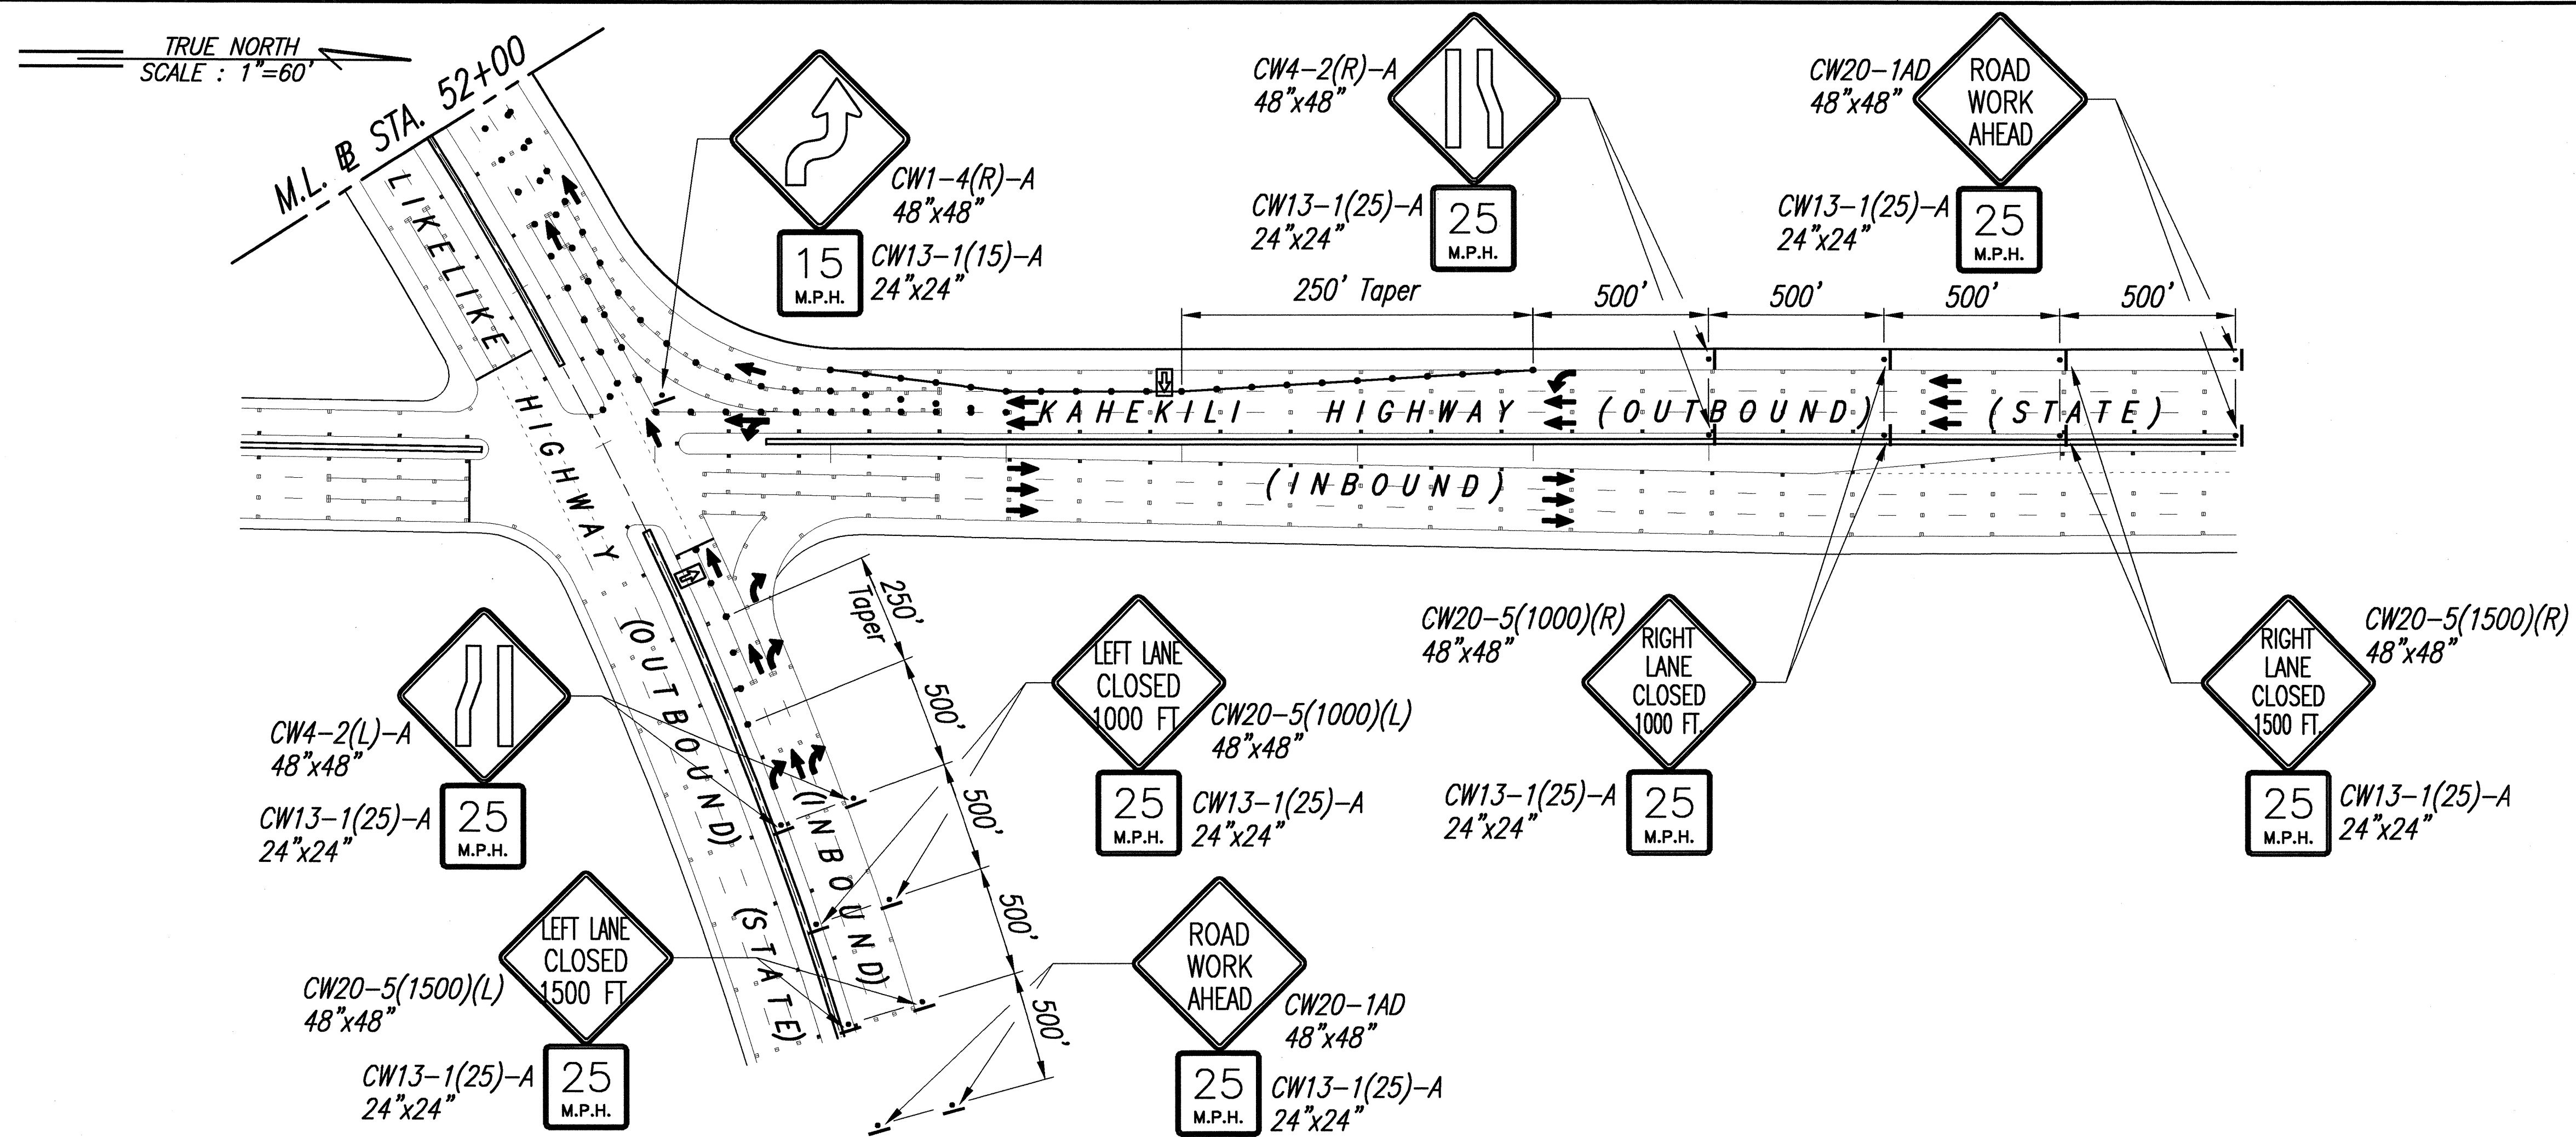 TRUE NORTH
SCALE : 1"=60'
M.L. B STA. 52+00
CW1-4(R)-A
48"x48"
15
M.P.H.
CW13-1(15)-A
24"x24"
CW4-2(R)-A
48"x48"
CW13-1(25)-A
24"x24"
25
M.P.H.
CW20-1AD
48"x48"
ROAD
WORK
AHEAD
CW13-1(25)-A
24"x24"
25
M.P.H.
250' Taper
500'
500'
500'
500'
LIKELIKE HIGHWAY (OUTBOUND) (STATE)
(INBOUND)
KAHEKILI HIGHWAY (OUTBOUND) (STATE)
(INBOUND)
250'
Taper
500'
500'
500'
500'
CW4-2(L)-A
48"x48"
CW13-1(25)-A
24"x24"
25
M.P.H.
LEFT LANE
CLOSED
1000 FT
CW20-5(1000)(L)
48"x48"
25
M.P.H.
CW13-1(25)-A
24"x24"
CW20-5(1000)(R)
48"x48"
RIGHT
LANE
CLOSED
1000 FT.
CW13-1(25)-A
24"x24"
25
M.P.H.
RIGHT
LANE
CLOSED
1500 FT.
CW20-5(1500)(R)
48"x48"
25
M.P.H.
CW13-1(25)-A
24"x24"
LEFT LANE
CLOSED
1500 FT
CW20-5(1500)(L)
48"x48"
CW13-1(25)-A
24"x24"
25
M.P.H.
ROAD
WORK
AHEAD
CW20-1AD
48"x48"
25
M.P.H.
CW13-1(25)-A
24"x24"